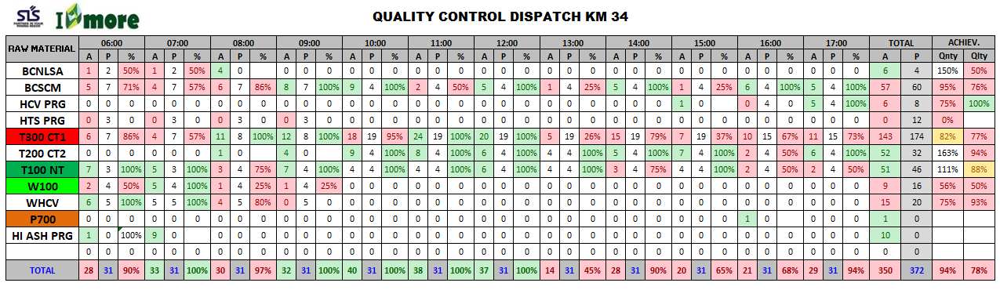 SLS
PARTNER IN YOUR
MINING NEEDS
more
QUALITY CONTROL DISPATCH KM 34
RAW MATERIAL 06:00 07:00 08:00 09:00 10:00 11:00 12:00 13:00 14:00 15:00 16:00 17:00 TOTAL ACHIEV.
A P % A P % A P % A P % A P % A P % A P % A P % A P % A P % A P % A P % A P Qnty Qlty
BCNLSA 1 2 50% 1 2 50% 4 0 0 0 0 0 0 0 0 0 0 0 0 0 0 0 0 0 0 0 0 0 0 0 0 0 0 0 0 0 6 4 150% 50%
BCSCM 5 7 71% 4 7 57% 6 7 86% 8 7 100% 9 4 100% 2 4 50% 5 4 100% 1 4 25% 5 4 100% 1 4 25% 6 4 100% 5 4 100% 57 60 95% 76%
HCV PRG 0 0 0 0 0 0 0 0 0 0 0 0 0 0 0 0 0 0 0 0 0 0 0 0 0 0 0 1 0 0 4 0% 5 4 100% 6 8 75% 100%
HTS PRG 0 3 0% 0 3 0% 0 3 0% 0 3 0% 0 0 0 0 0 0 0 0 0 0 0 0 0 0 0 0 0 0 0 0 0 0 0 0 0 12 0%
T300 CT1 6 7 86% 4 7 57% 11 8 100% 12 8 100% 18 19 95% 24 19 100% 20 19 100% 5 19 26% 15 19 79% 7 19 37% 10 15 67% 11 15 73% 143 174 82% 77%
T200 CT2 0 0 0 0 0 0 1 0 4 0 9 4 100% 8 4 100% 6 4 100% 4 4 100% 5 4 100% 7 4 100% 2 4 50% 6 4 100% 52 32 163% 94%
T100 NT 7 3 100% 5 3 100% 3 4 75% 7 4 100% 4 4 100% 4 4 100% 6 4 100% 4 4 100% 3 4 75% 4 4 100% 2 4 50% 2 4 50% 51 46 111% 88%
W100 2 4 50% 5 4 100% 1 4 25% 1 4 25% 0 0 0 0 0 0 0 0 0 0 0 0 0 0 0 0 0 0 0 0 0 0 0 0 9 16 56% 50%
WHCV 6 5 100% 5 5 100% 4 5 80% 0 5 0% 0 0 0 0 0 0 0 0 0 0 0 0 0 0 0 0 0 0 0 0 0 0 0 0 15 20 75% 93%
P700 0 0 0 0 0 0 0 0 0 0 0 0 0 0 0 0 0 0 0 0 0 0 0 0 0 0 0 0 0 0 1 0 0 0 0 1 0
HI ASH PRG 1 0 100% 9 0 0 0 0 0 0 0 0 0 0 0 0 0 0 0 0 0 0 0 0 0 0 0 0 0 0 0 0 0 0 0 0 0 10 0
0 0 0 0 0 0 0 0 0 0 0 0 0 0 0 0 0 0 0 0 0 0 0 0 0 0 0 0 0 0 0 0 0 0 0 0 0 0
TOTAL 28 31 90% 33 31 100% 30 31 97% 32 31 100% 40 31 100% 38 31 100% 37 31 100% 14 31 45% 28 31 90% 20 31 65% 21 31 68% 29 31 94% 350 372 94% 78%